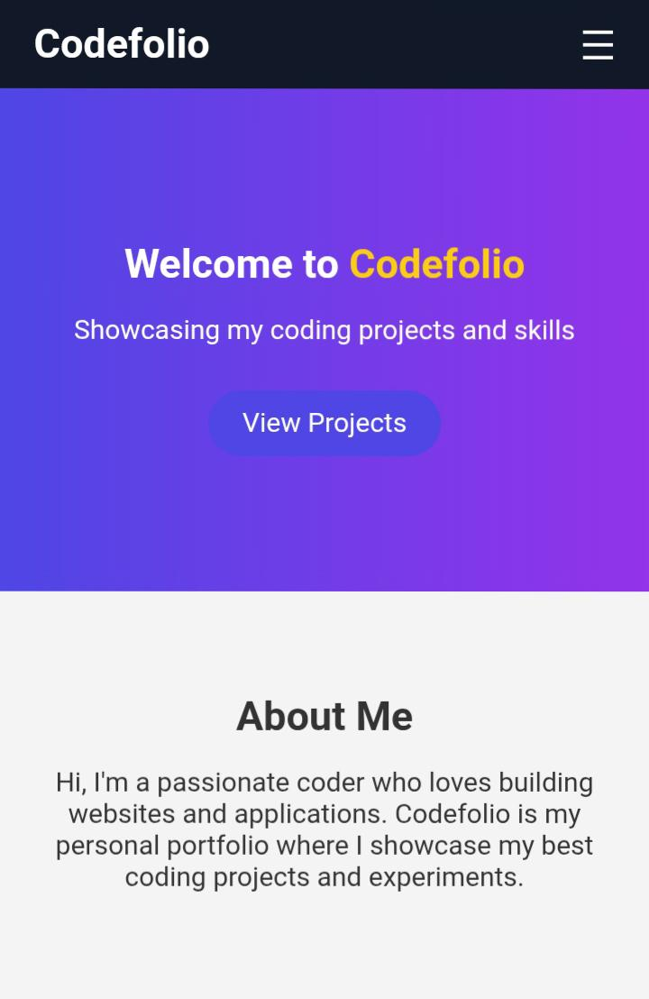 Codefolio
Welcome to Codefolio
Showcasing my coding projects and skills
View Projects
About Me
Hi, I'm a passionate coder who loves building
websites and applications. Codefolio is my
personal portfolio where I showcase my best
coding projects and experiments.